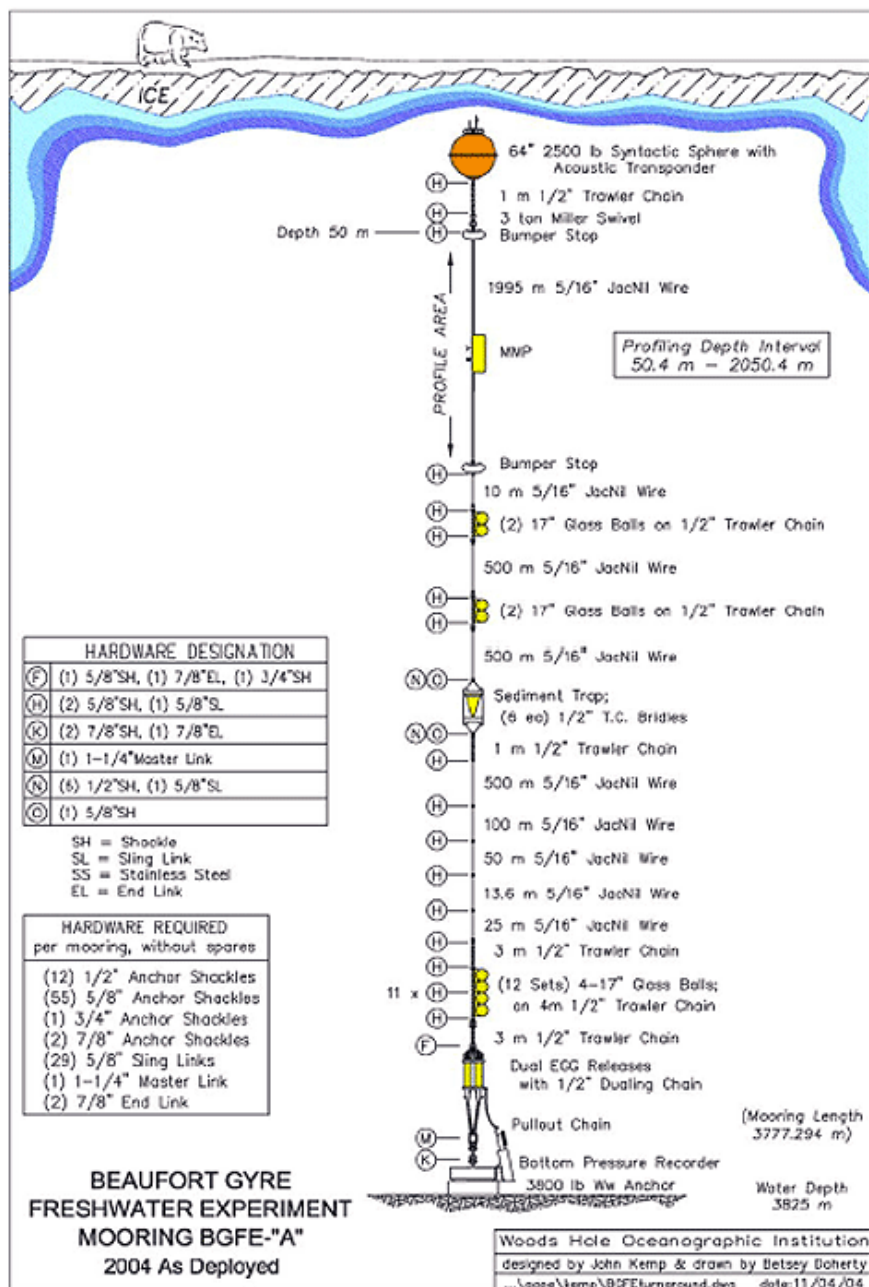 ICE
64" 2500 lb Syntactic Sphere with
Acoustic Transponder
H
1 m 1/2" Trawler Chain
H
3 ton Miller Swivel
Depth 50 m
H
Bumper Stop
PROFILE AREA
1995 m 5/16" JacNil Wire
MMP
Profiling Depth Interval
50.4 m – 2050.4 m
Bumper Stop
H
10 m 5/16" JacNil Wire
H
(2) 17" Glass Balls on 1/2" Trawler Chain
H
500 m 5/16" JacNil Wire
H
(2) 17" Glass Balls on 1/2" Trawler Chain
H
500 m 5/16" JacNil Wire
N C
Sediment Trap;
(6 ea) 1/2" T.C. Bridles
N C
1 m 1/2" Trawler Chain
H
500 m 5/16" JacNil Wire
H
100 m 5/16" JacNil Wire
H
50 m 5/16" JacNil Wire
H
13.6 m 5/16" JacNil Wire
H
25 m 5/16" JacNil Wire
H
3 m 1/2" Trawler Chain
H
(12 Sets) 4-17" Glass Balls;
11 x H
on 4m 1/2" Trawler Chain
H
3 m 1/2" Trawler Chain
F
Dual EGG Releases
with 1/2" Dualing Chain
Pullout Chain
M
K
Bottom Pressure Recorder
3800 lb Ww Anchor
(Mooring Length
3777.294 m)
Water Depth
3825 m
HARDWARE DESIGNATION
F (1) 5/8"SH, (1) 7/8"EL, (1) 3/4"SH
H (2) 5/8"SH, (1) 5/8"SL
K (2) 7/8"SH, (1) 7/8"EL
M (1) 1-1/4"Master Link
N (6) 1/2"SH, (1) 5/8"SL
C (1) 5/8"SH
SH = Shackle
SL = Sling Link
SS = Stainless Steel
EL = End Link
HARDWARE REQUIRED
per mooring, without spares
(12) 1/2" Anchor Shackles
(55) 5/8" Anchor Shackles
(1) 3/4" Anchor Shackles
(2) 7/8" Anchor Shackles
(29) 5/8" Sling Links
(1) 1-1/4" Master Link
(2) 7/8" End Link
BEAUFORT GYRE
FRESHWATER EXPERIMENT
MOORING BGFE-"A"
2004 As Deployed
Woods Hole Oceanographic Institution
designed by John Kemp & drawn by Betsey Doherty
date: 11/04/04